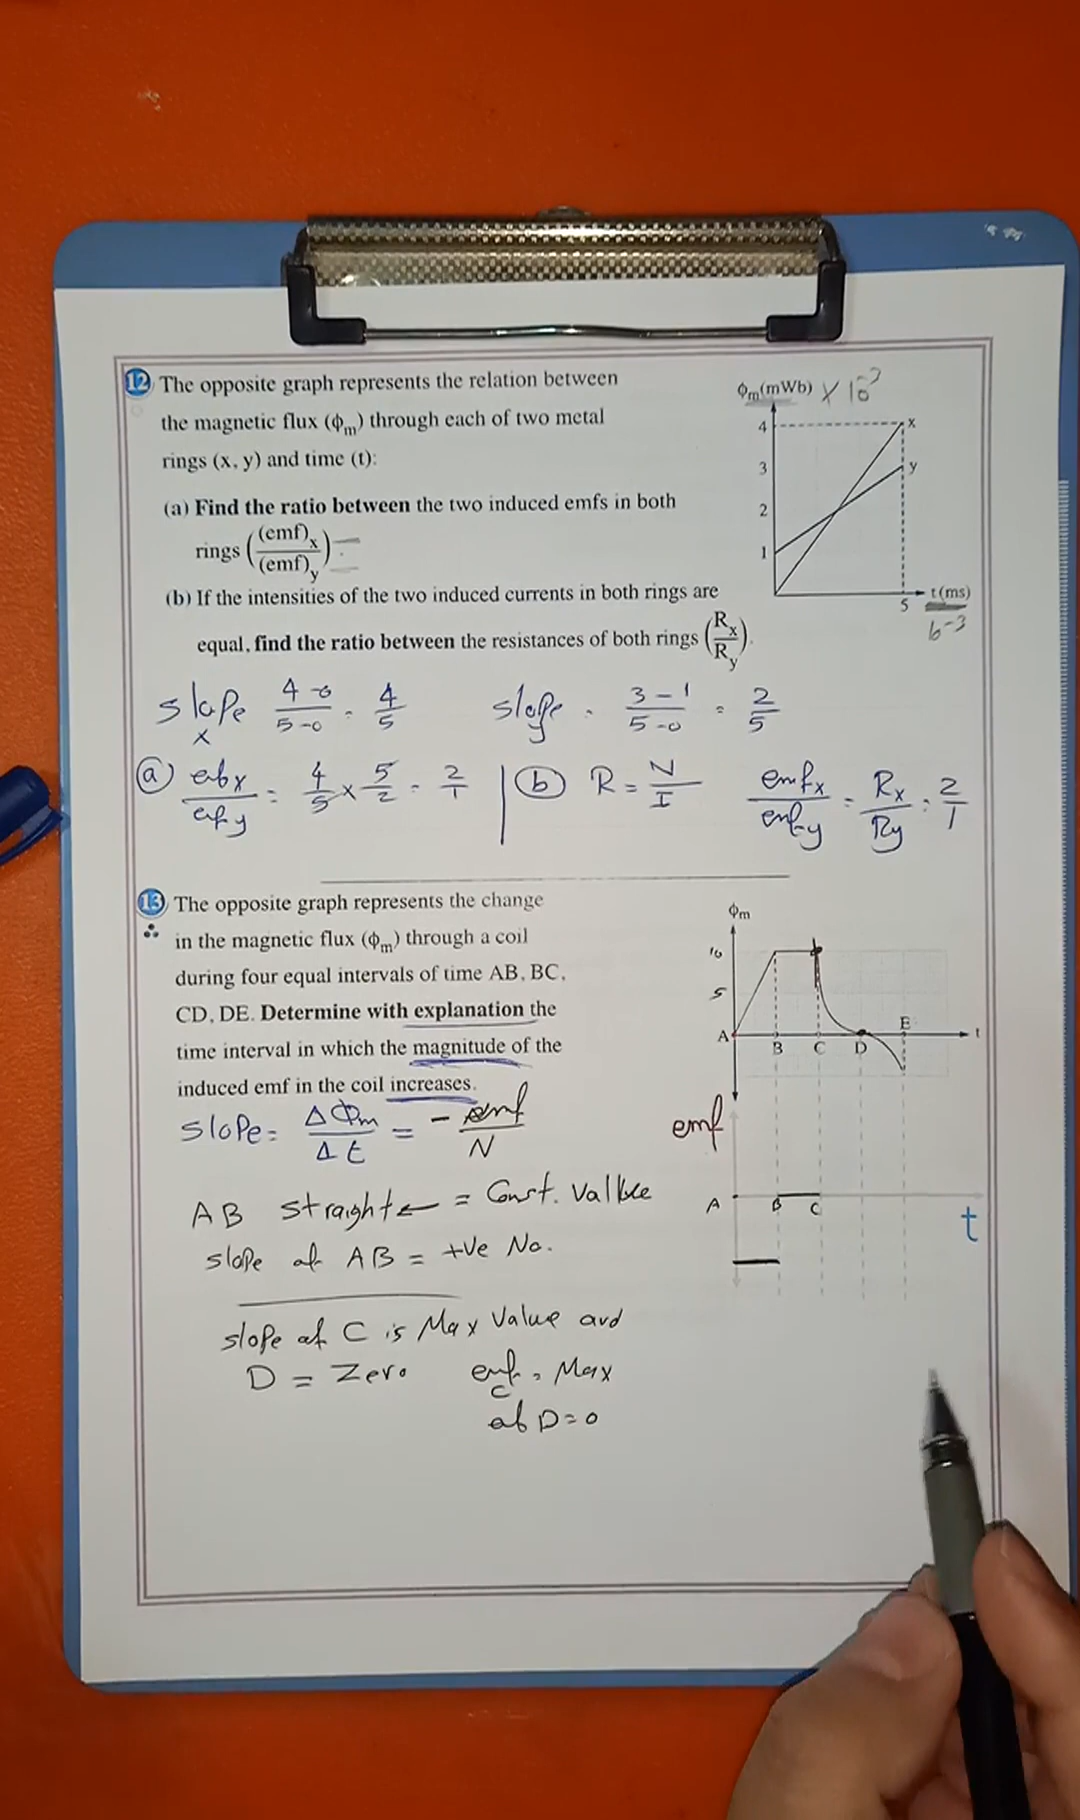 12 The opposite graph represents the relation between
the magnetic flux (ϕm) through each of two metal
rings (x, y) and time (t):
(a) Find the ratio between the two induced emfs in both
rings ((emf)x / (emf)y) =
(b) If the intensities of the two induced currents in both rings are
equal, find the ratio between the resistances of both rings (Rx / Ry).
ϕm(mWb) × 10⁻³
4 x
3 y
2
1
5 t(ms)
10⁻³
slope x 4-0 / 5-0 = 4/5 slope y = 3-1 / 5-0 = 2/5
(a) emfx / emfy = 4/5 × 5/2 = 2/1 (b) R = V/I emfx / emfy = Rx / Ry = 2/1
13 The opposite graph represents the change
in the magnetic flux (ϕm) through a coil
during four equal intervals of time AB, BC,
CD, DE. Determine with explanation the
time interval in which the magnitude of the
induced emf in the coil increases.
ϕm
10
5
A B C D E t
slope = Δϕm / Δt = - emf / N
AB straight = Const. Vallue
slope at AB = +ve No.
slope at C is Max Value and
D = Zero emf C = Max
at D = 0
emf
A B C
t